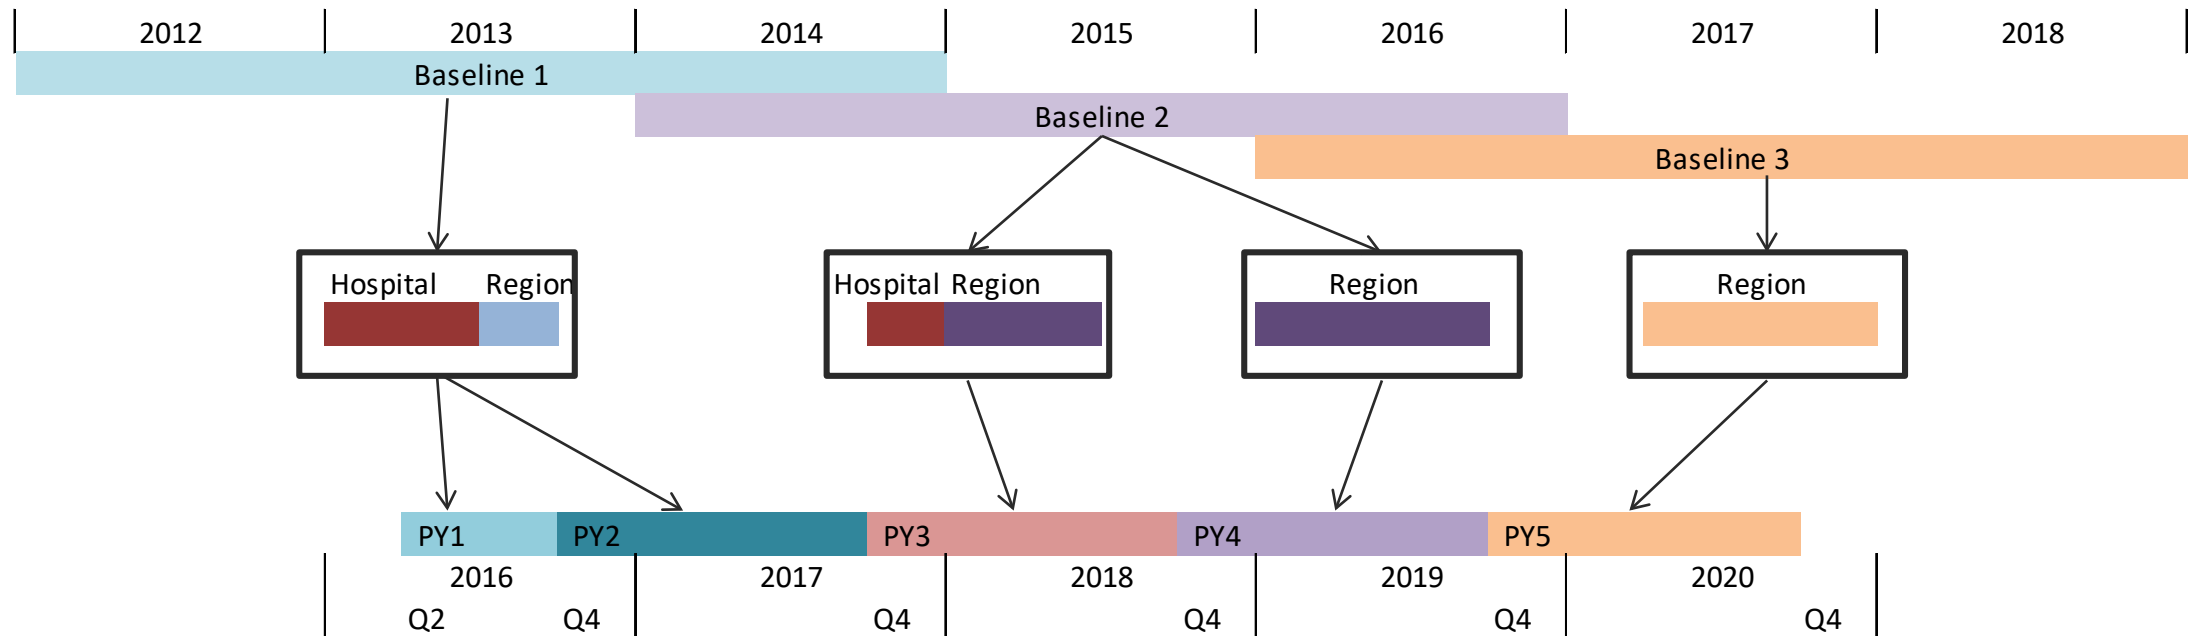 2012 2013 2014 2015 2016 2017 2018
Baseline 1
Baseline 2
Baseline 3
Hospital Region Hospital Region Region Region
PY1 PY2 PY3 PY4 PY5
2016 2017 2018 2019 2020
Q2 Q4 Q4 Q4 Q4 Q4